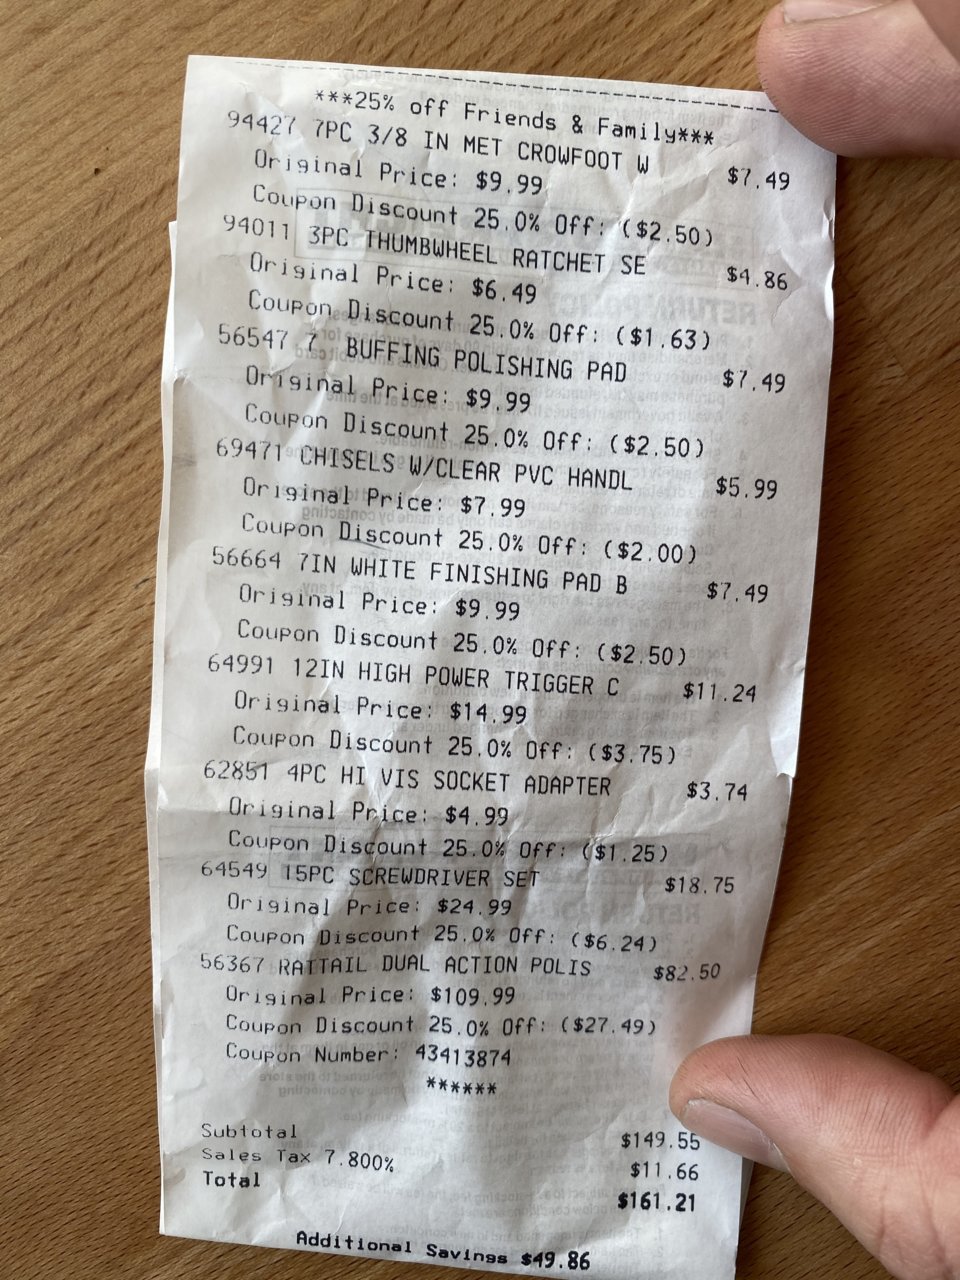 ***25% off Friends & Family***
94427 7PC 3/8 IN MET CROWFOOT W $7.49
Original Price: $9.99
Coupon Discount 25.0% Off: ($2.50)
94011 3PC THUMBWHEEL RATCHET SE $4.86
Original Price: $6.49
Coupon Discount 25.0% Off: ($1.63)
56547 7 BUFFING POLISHING PAD $7.49
Original Price: $9.99
Coupon Discount 25.0% Off: ($2.50)
69471 CHISELS W/CLEAR PVC HANDL $5.99
Original Price: $7.99
Coupon Discount 25.0% Off: ($2.00)
56664 7IN WHITE FINISHING PAD B $7.49
Original Price: $9.99
Coupon Discount 25.0% Off: ($2.50)
64991 12IN HIGH POWER TRIGGER C $11.24
Original Price: $14.99
Coupon Discount 25.0% Off: ($3.75)
62851 4PC HI VIS SOCKET ADAPTER $3.74
Original Price: $4.99
Coupon Discount 25.0% Off: ($1.25)
64549 15PC SCREWDRIVER SET $18.75
Original Price: $24.99
Coupon Discount 25.0% Off: ($6.24)
56367 RATTAIL DUAL ACTION POLIS $82.50
Original Price: $109.99
Coupon Discount 25.0% Off: ($27.49)
Coupon Number: 43413874
******
Subtotal $149.55
Sales Tax 7.800% $11.66
Total $161.21
Additional Savings $49.86